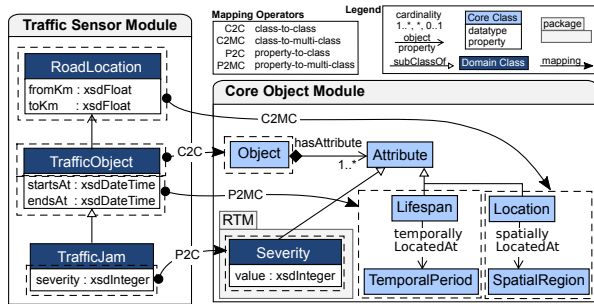 Traffic Sensor Module
RoadLocation
fromKm : xsdFloat
toKm : xsdFloat
TrafficObject
startsAt : xsdDateTime
endsAt : xsdDateTime
TrafficJam
severity : xsdInteger
Mapping Operators
C2C class-to-class
C2MC class-to-multi-class
P2C property-to-class
P2MC property-to-multi-class
Legend
cardinality
1..*, *, 0..1
object
property
subClassOf
Core Class
datatype
property
Domain Class
package
mapping
Core Object Module
C2MC
C2C
Object
hasAttribute
1..*
Attribute
P2MC
Lifespan
temporally
LocatedAt
TemporalPeriod
Location
spatially
LocatedAt
SpatialRegion
RTM
P2C
Severity
value : xsdInteger